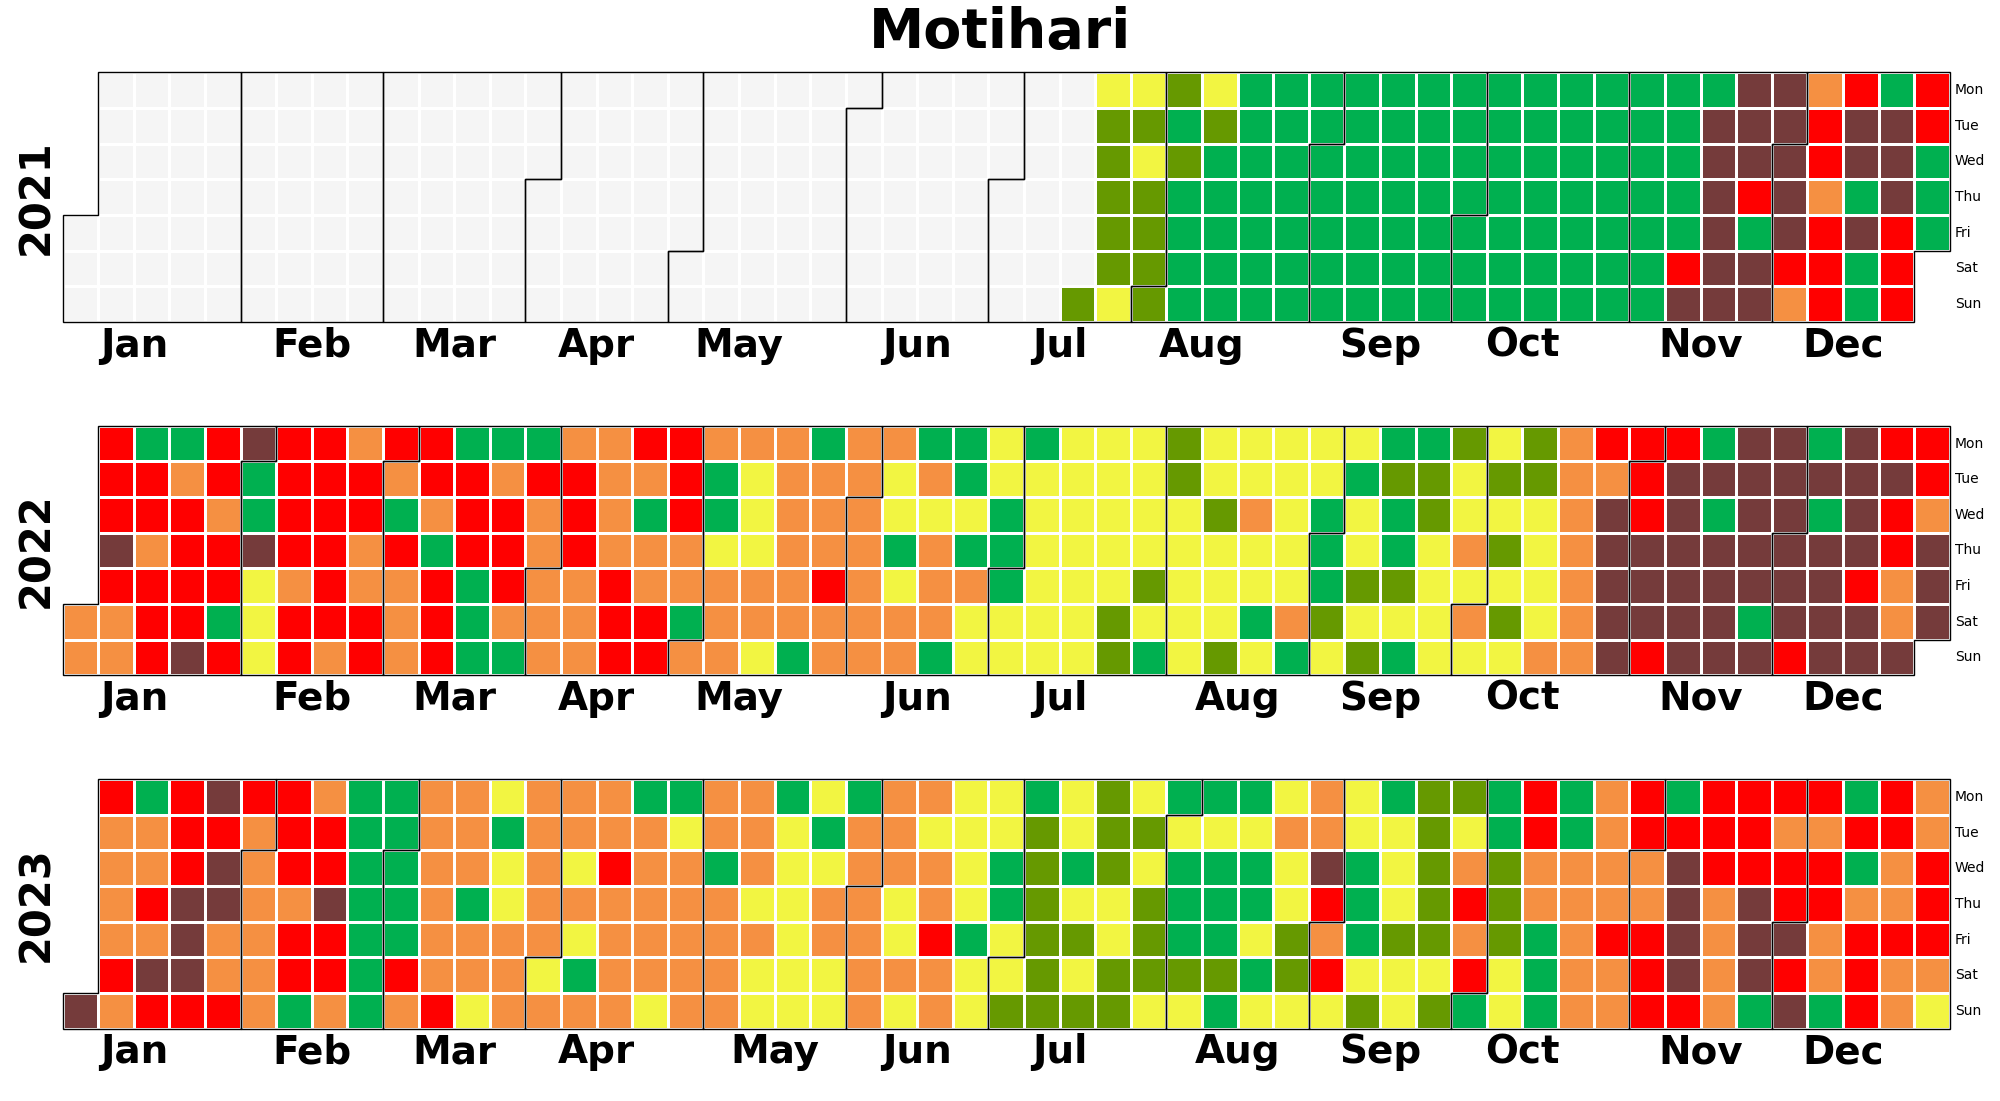 Motihari
2021
Mon
Tue
Wed
Thu
Fri
Sat
Sun
Jan Feb Mar Apr May Jun Jul Aug Sep Oct Nov Dec
2022
Mon
Tue
Wed
Thu
Fri
Sat
Sun
Jan Feb Mar Apr May Jun Jul Aug Sep Oct Nov Dec
2023
Mon
Tue
Wed
Thu
Fri
Sat
Sun
Jan Feb Mar Apr May Jun Jul Aug Sep Oct Nov Dec